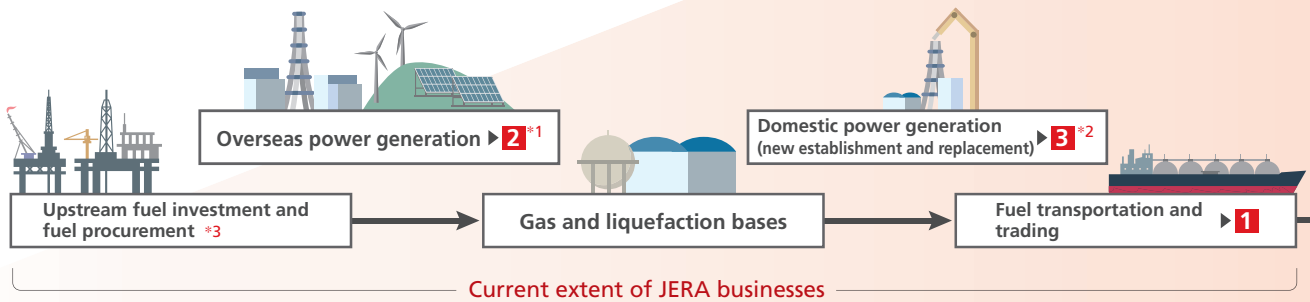 Overseas power generation ▶ 2 *1
Domestic power generation
(new establishment and replacement) ▶ 3 *2
Upstream fuel investment and
fuel procurement *3
Gas and liquefaction bases
Fuel transportation and
trading ▶ 1
Current extent of JERA businesses